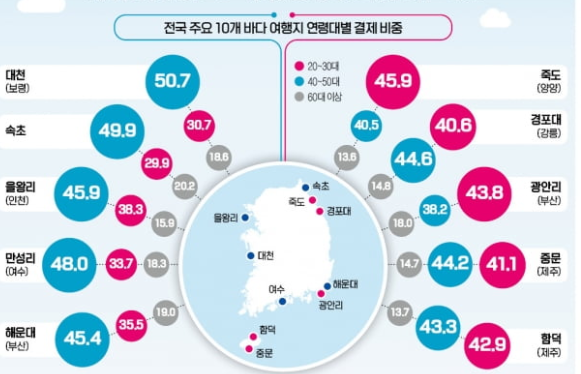 전국 주요 10개 바다 여행지 연령대별 결제 비중
20~30대
40~50대
60대 이상
대천
(보령)
50.7
30.7
18.6
속초
49.9
29.9
20.2
을왕리
(인천)
45.9
38.3
15.9
만성리
(여수)
48.0
33.7
18.3
해운대
(부산)
45.4
35.5
19.0
죽도
(양양)
45.9
40.5
13.6
경포대
(강릉)
40.6
44.6
14.8
광안리
(부산)
43.8
38.2
18.0
중문
(제주)
41.1
44.2
14.7
함덕
(제주)
42.9
43.3
13.7
속초
죽도
경포대
을왕리
대천
여수
해운대
광안리
함덕
중문